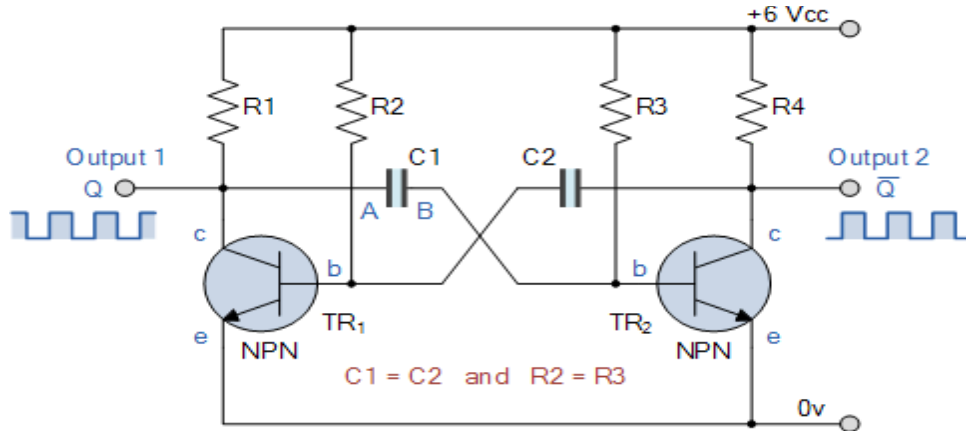 +6 Vcc
R1
R2
R3
R4
Output 1
C1
C2
Output 2
Q
Q̅
A
B
c
c
b
b
TR₁
TR₂
e
e
NPN
NPN
C1 = C2 and R2 = R3
0v